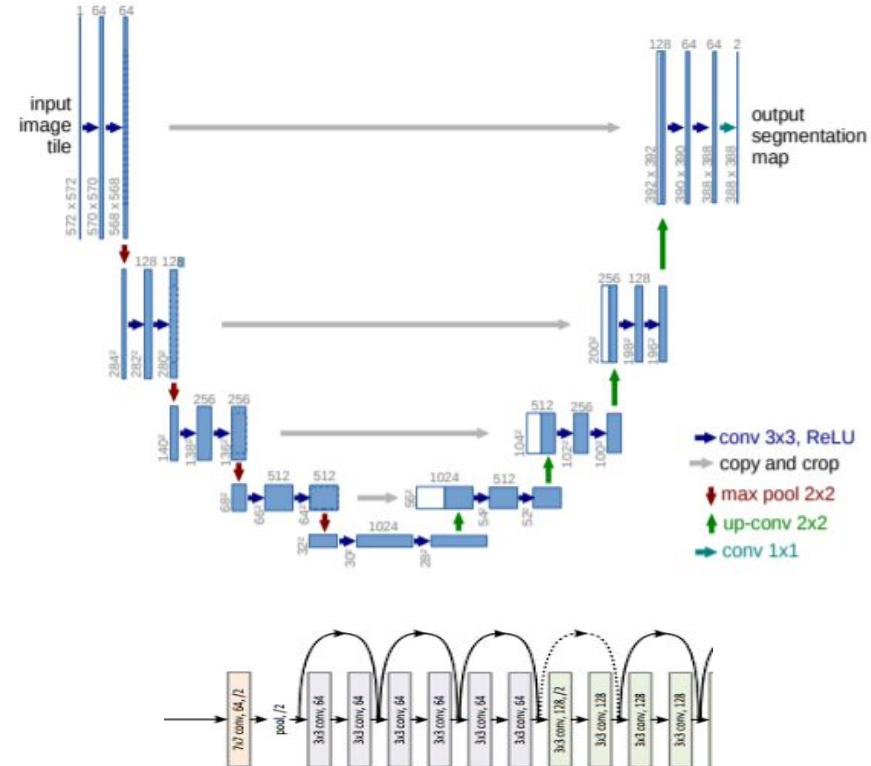 1 64 64
input
image
tile
572 x 572
570 x 570
568 x 568
128 64 64 2
output
segmentation
map
392 x 392
390 x 390
388 x 388
388 x 388
128 128
284²
282²
280²
256 128
200²
198²
196²
256 256
140²
138²
136²
512 256
104²
102²
100²
512 512
68²
66²
64²
1024 512
56²
54²
52²
1024
32²
30²
28²
conv 3x3, ReLU
copy and crop
max pool 2x2
up-conv 2x2
conv 1x1
7x7 conv, 64, /2
pool, /2
3x3 conv, 64
3x3 conv, 64
3x3 conv, 64
3x3 conv, 64
3x3 conv, 64
3x3 conv, 64
3x3 conv, 128, /2
3x3 conv, 128
3x3 conv, 128
3x3 conv, 128